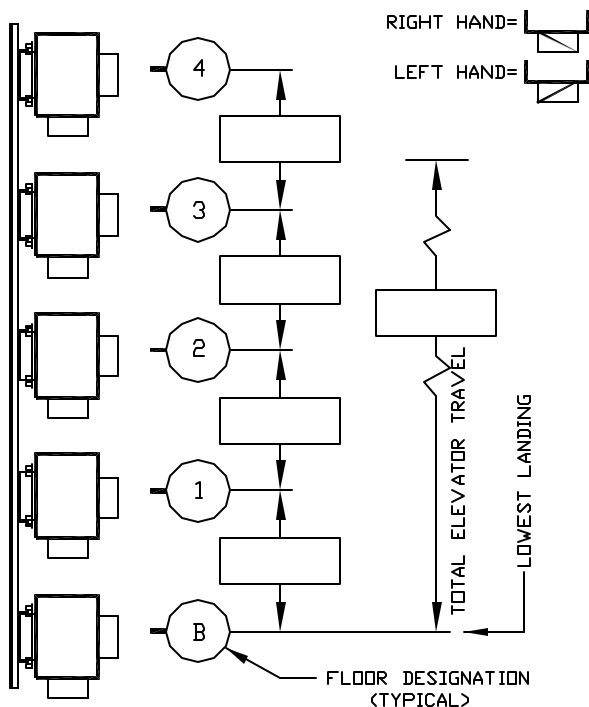 RIGHT HAND=
LEFT HAND=
4
3
2
1
B
TOTAL ELEVATOR TRAVEL
LOWEST LANDING
FLOOR DESIGNATION
(TYPICAL)